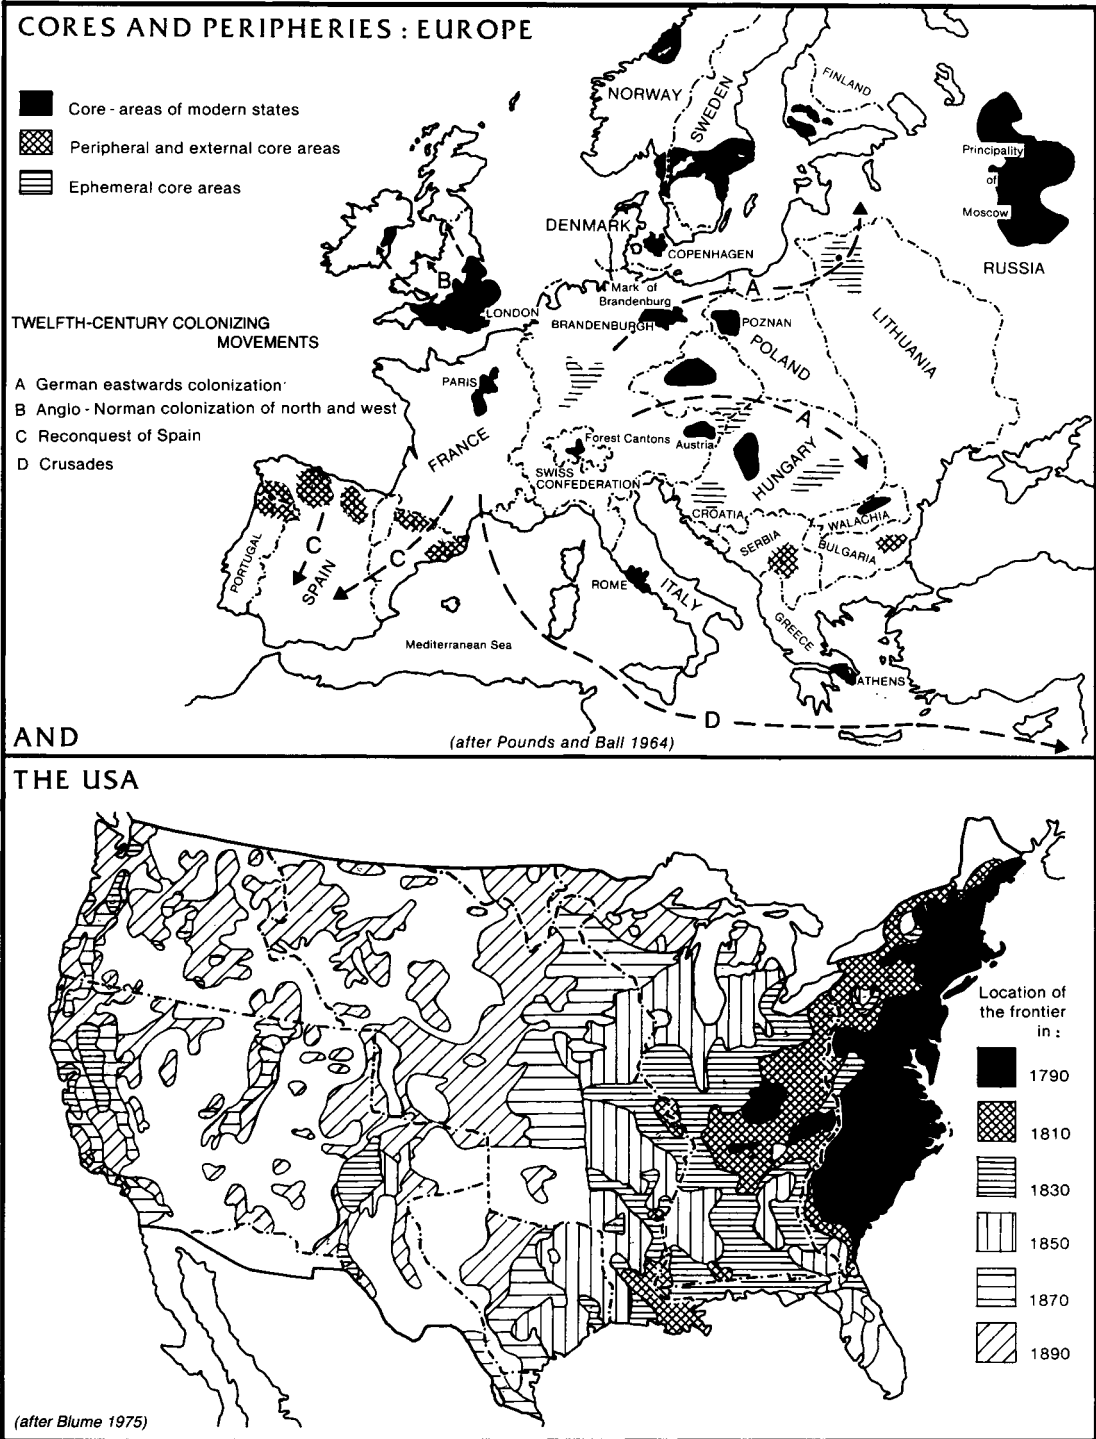 CORES AND PERIPHERIES : EUROPE
Core - areas of modern states
Peripheral and external core areas
Ephemeral core areas
TWELFTH-CENTURY COLONIZING
MOVEMENTS
A German eastwards colonization
B Anglo - Norman colonization of north and west
C Reconquest of Spain
D Crusades
NORWAY
SWEDEN
FINLAND
Principality
of
Moscow
RUSSIA
DENMARK
COPENHAGEN
Mark of
Brandenburg
A
BRANDENBURGH
POZNAN
POLAND
LITHUANIA
B
LONDON
PARIS
FRANCE
Forest Cantons
Austria
A
SWISS
CONFEDERATION
HUNGARY
CROATIA
WALACHIA
SERBIA
BULGARIA
PORTUGAL
C
SPAIN
C
ROME
ITALY
GREECE
ATHENS
Mediterranean Sea
D
(after Pounds and Ball 1964)
AND
THE USA
Location of
the frontier
in :
1790
1810
1830
1850
1870
1890
(after Blume 1975)